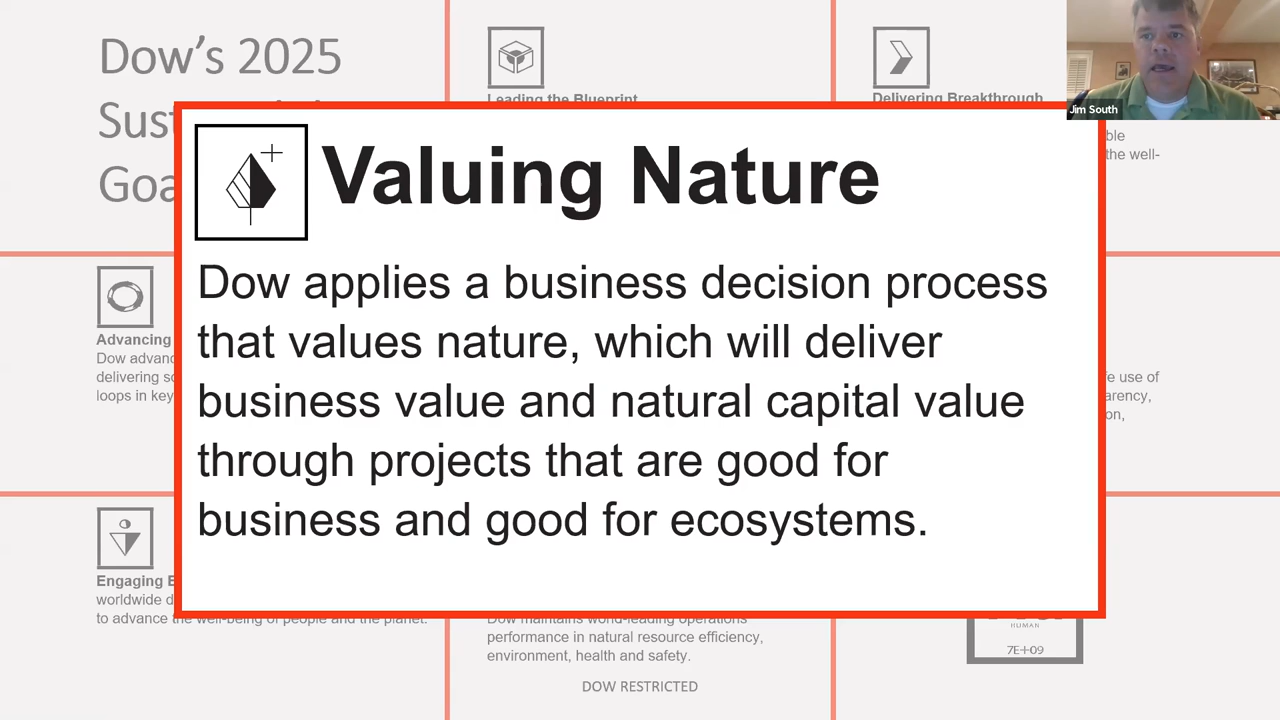 Dow's 2025
Goa
Leading the Blueprint
Delivering Breakthrough
Jim South
ble
the well-
Valuing Nature
Dow applies a business decision process
that values nature, which will deliver
business value and natural capital value
through projects that are good for
business and good for ecosystems.
Advancing
Dow advanc
delivering so
loops in key
fe use of
arency,
on,
Engaging E
worldwide d
to advance the well-being of people and the planet.
Dow maintains world-leading operations
performance in natural resource efficiency,
environment, health and safety.
HUMAN
7E+09
DOW RESTRICTED